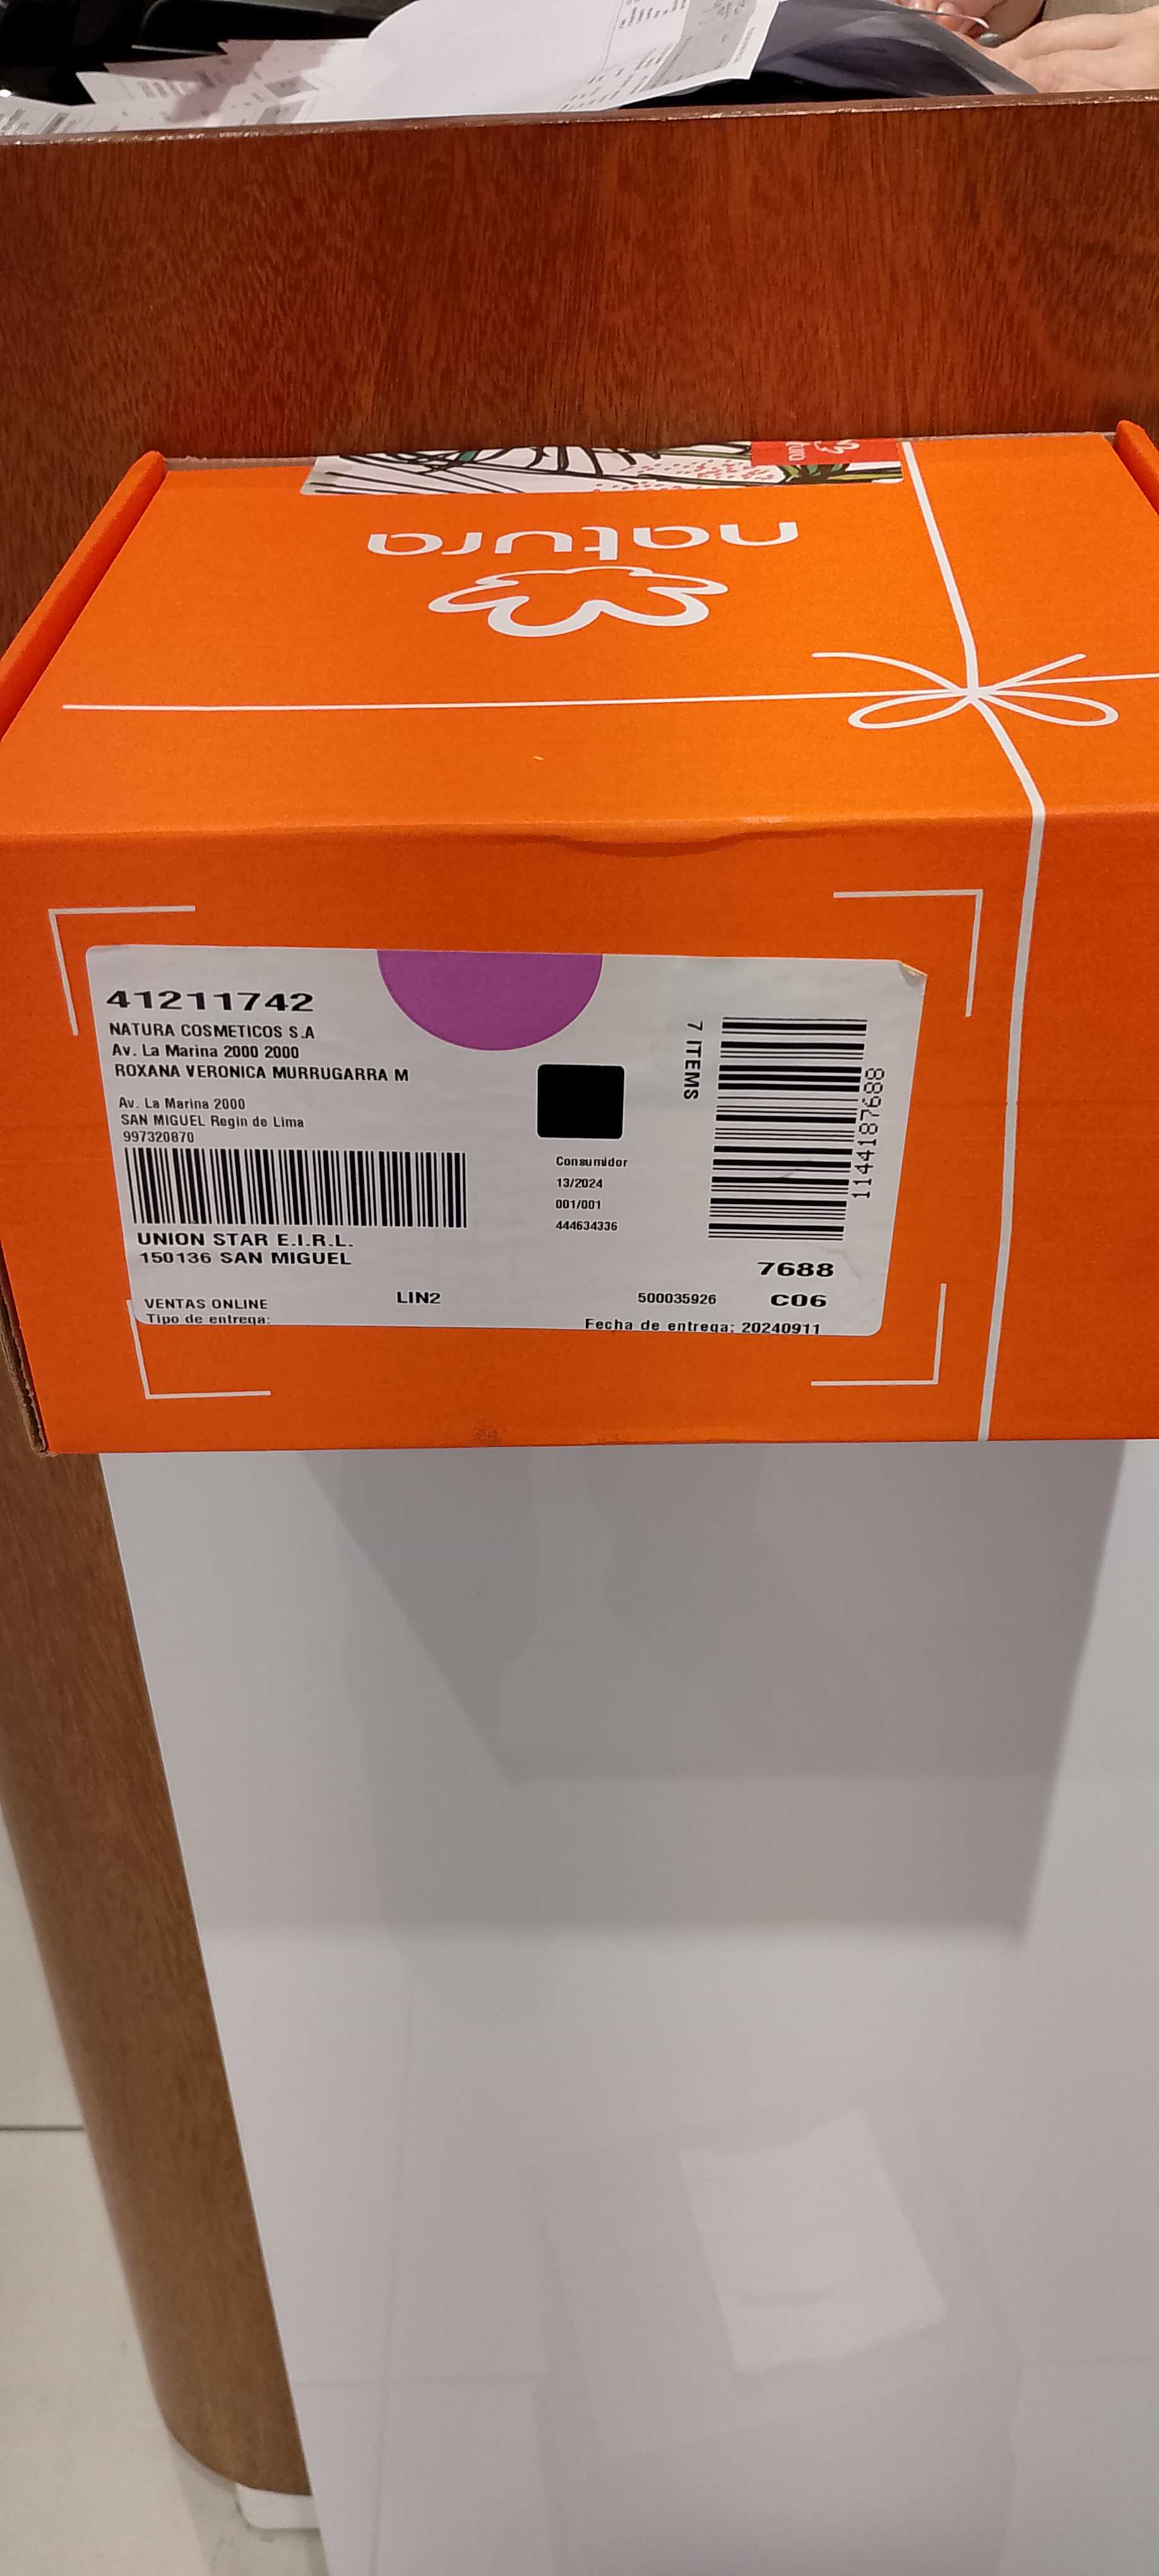 natura
natura
41211742
NATURA COSMETICOS S.A
Av. La Marina 2000 2000
ROXANA VERONICA MURRUGARRA M
Av. La Marina 2000
SAN MIGUEL Regin de Lima
997320870
UNION STAR E.I.R.L.
150136 SAN MIGUEL
VENTAS ONLINE
Tipo de entrega:
LIN2
Consumidor
13/2024
001/001
444634336
7 ITEMS
1144187688
7688
500035926
C06
Fecha de entrega: 20240911